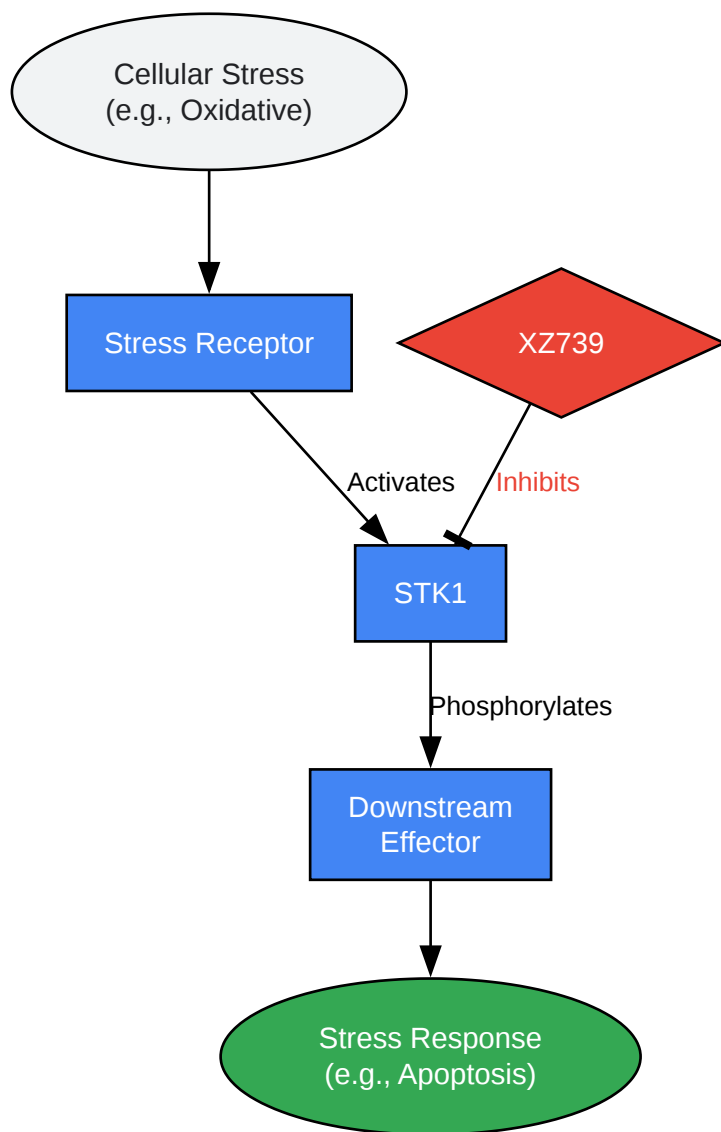 Cellular Stress
(e.g., Oxidative)
Stress Receptor
XZ739
Activates
Inhibits
STK1
Phosphorylates
Downstream
Effector
Stress Response
(e.g., Apoptosis)